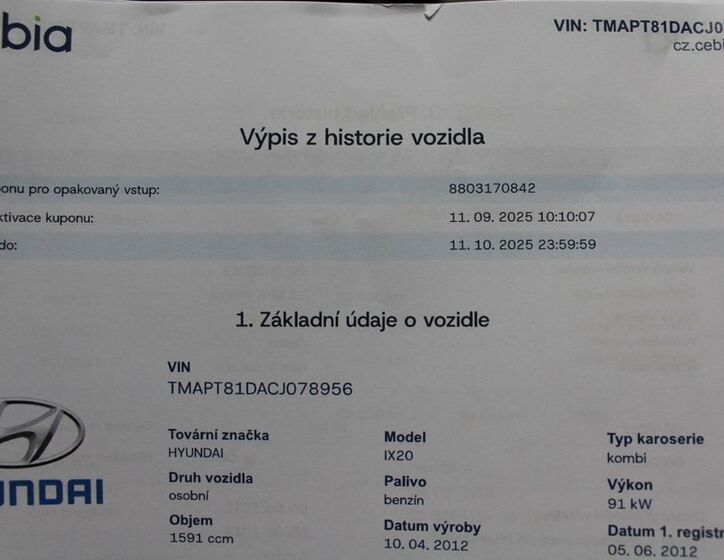 bia
VIN: TMAPT81DACJ0
cz.cebi
Výpis z historie vozidla
onu pro opakovaný vstup: 8803170842
ktivace kuponu: 11. 09. 2025 10:10:07
do: 11. 10. 2025 23:59:59
1. Základní údaje o vozidle
VIN
TMAPT81DACJ078956
Tovární značka Model Typ karoserie
HYUNDAI IX20 kombi
Druh vozidla Palivo Výkon
osobní benzín 91 kW
Objem Datum výroby Datum 1. registr
1591 ccm 10. 04. 2012 05. 06. 2012
UNDAI